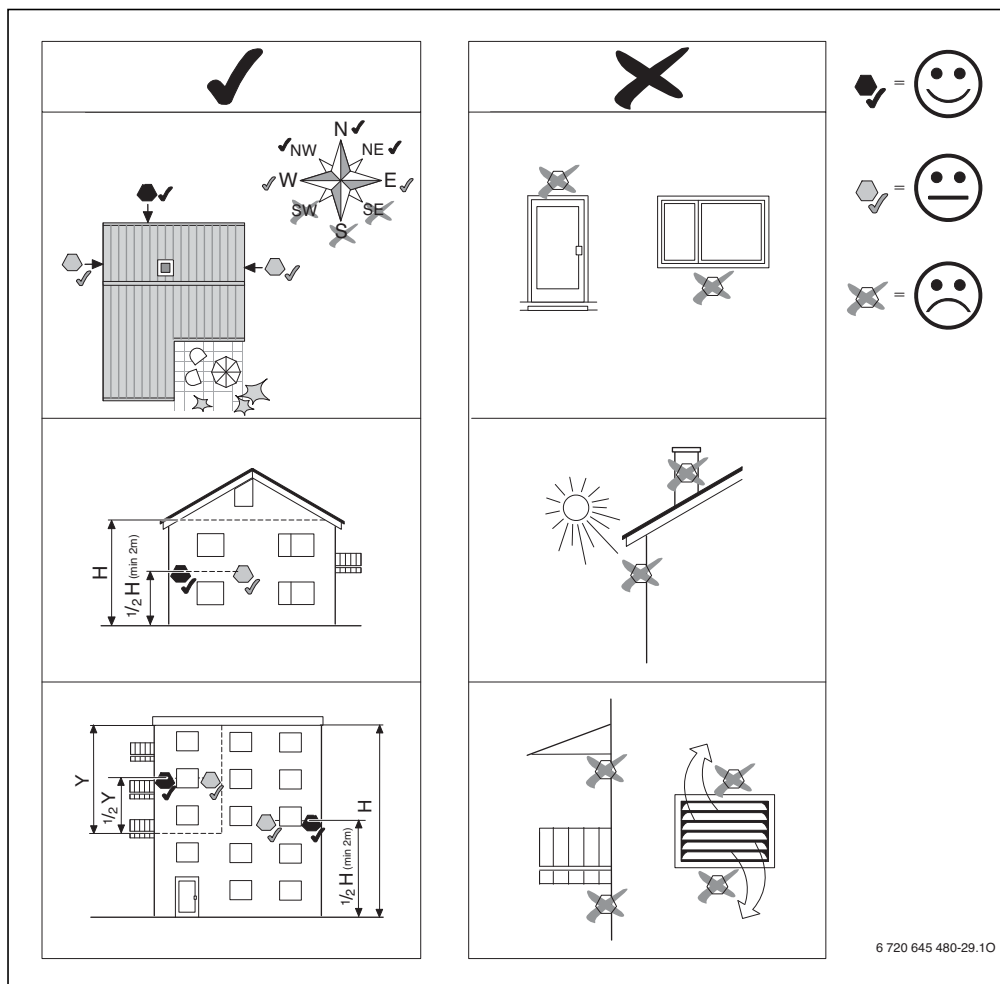 N
NW
NE
W
E
SW
SE
S
=
=
=
H
1/2 H (min 2m)
Y
1/2 Y
H
1/2 H (min 2m)
6 720 645 480-29.1O